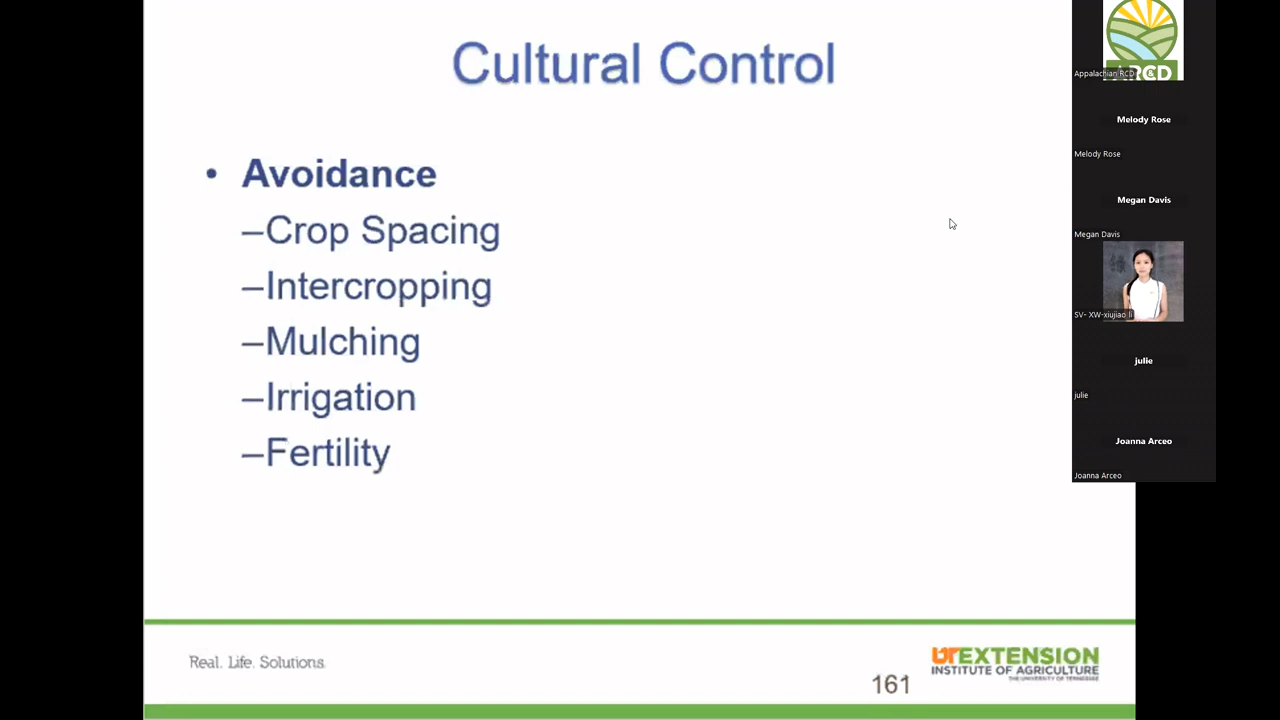 Cultural Control
• Avoidance
–Crop Spacing
–Intercropping
–Mulching
–Irrigation
–Fertility
Real. Life. Solutions.
161
UTEXTENSION
INSTITUTE OF AGRICULTURE
THE UNIVERSITY OF TENNESSEE
ARCD
Appalachian RCD
Melody Rose
Melody Rose
Megan Davis
Megan Davis
SV- XW-xiujiao li
julie
julie
Joanna Arceo
Joanna Arceo